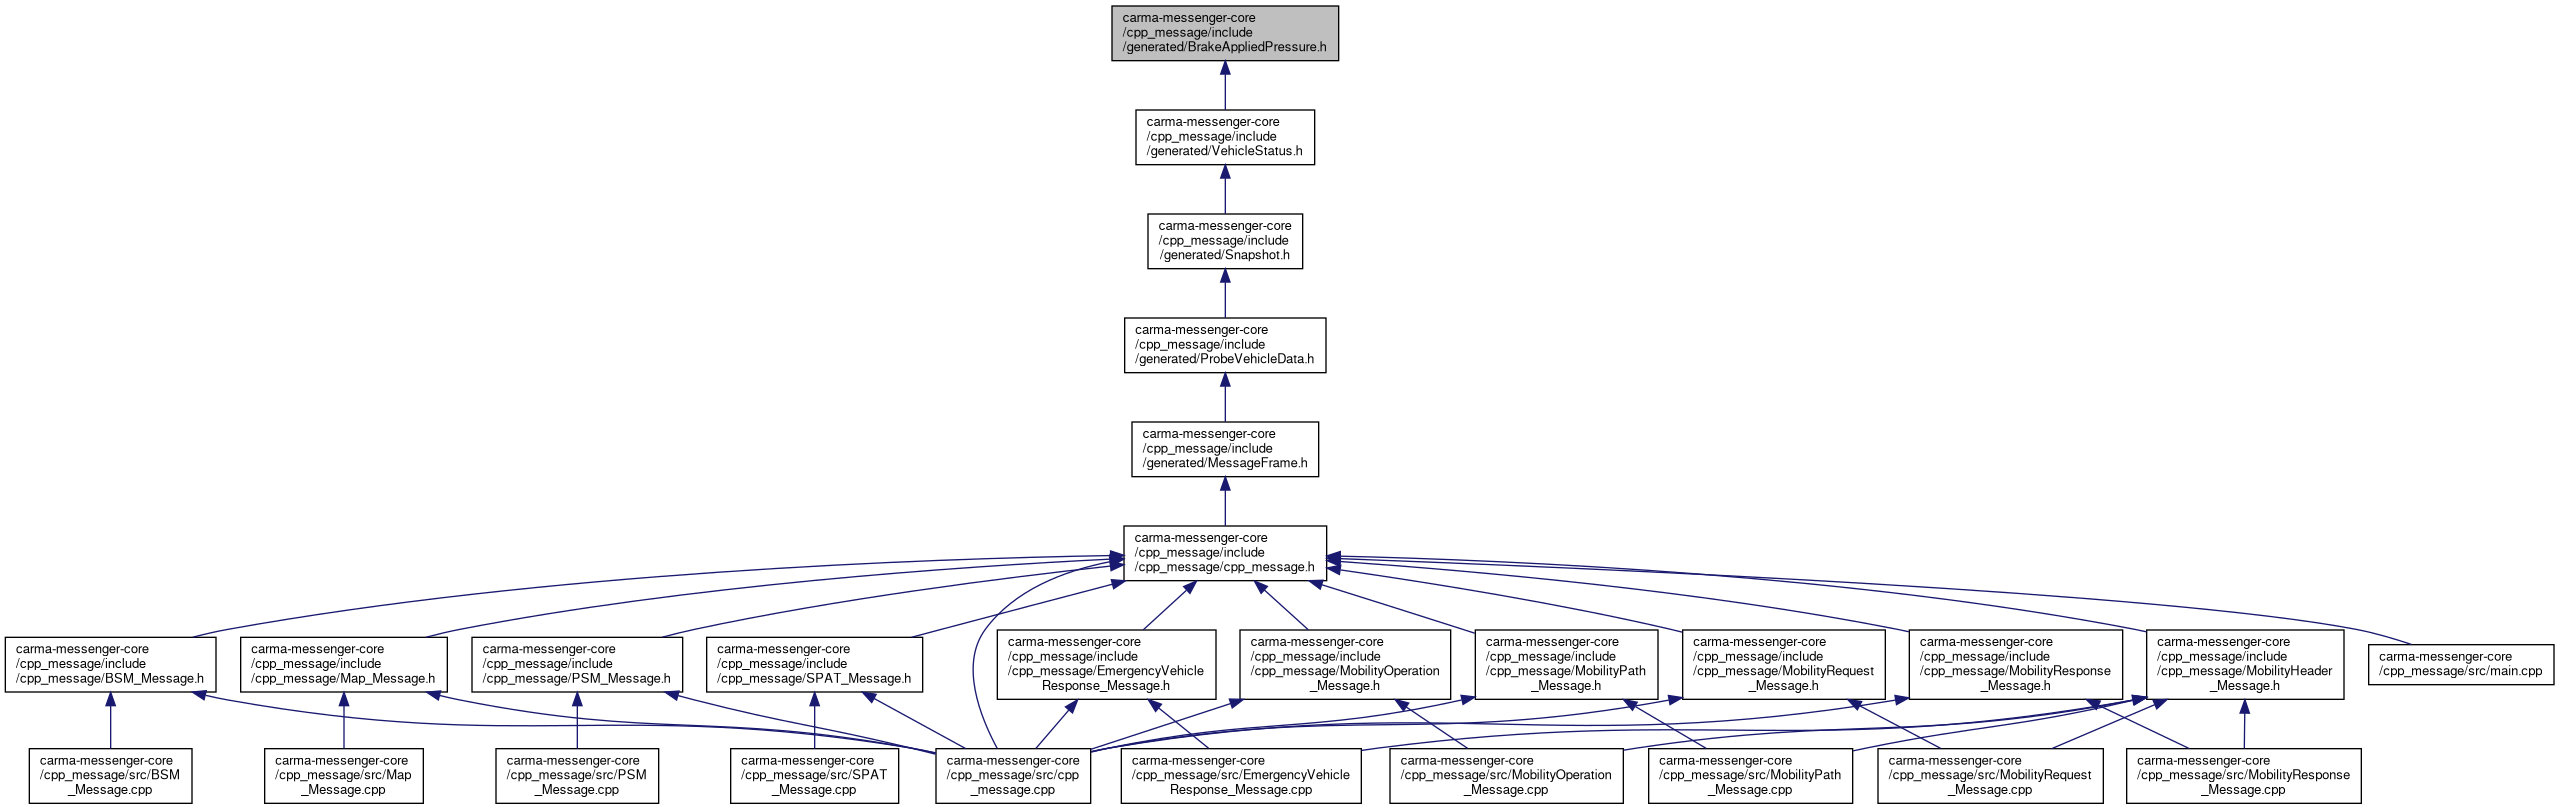 carma-messenger-core
/cpp_message/include
/generated/BrakeAppliedPressure.h
carma-messenger-core
/cpp_message/include
/generated/VehicleStatus.h
carma-messenger-core
/cpp_message/include
/generated/Snapshot.h
carma-messenger-core
/cpp_message/include
/generated/ProbeVehicleData.h
carma-messenger-core
/cpp_message/include
/generated/MessageFrame.h
carma-messenger-core
/cpp_message/include
/cpp_message/cpp_message.h
carma-messenger-core
/cpp_message/include
/cpp_message/BSM_Message.h
carma-messenger-core
/cpp_message/include
/cpp_message/Map_Message.h
carma-messenger-core
/cpp_message/include
/cpp_message/PSM_Message.h
carma-messenger-core
/cpp_message/include
/cpp_message/SPAT_Message.h
carma-messenger-core
/cpp_message/include
/cpp_message/EmergencyVehicle
Response_Message.h
carma-messenger-core
/cpp_message/include
/cpp_message/MobilityOperation
_Message.h
carma-messenger-core
/cpp_message/include
/cpp_message/MobilityPath
_Message.h
carma-messenger-core
/cpp_message/include
/cpp_message/MobilityRequest
_Message.h
carma-messenger-core
/cpp_message/include
/cpp_message/MobilityResponse
_Message.h
carma-messenger-core
/cpp_message/include
/cpp_message/MobilityHeader
_Message.h
carma-messenger-core
/cpp_message/src/main.cpp
carma-messenger-core
/cpp_message/src/BSM
_Message.cpp
carma-messenger-core
/cpp_message/src/Map
_Message.cpp
carma-messenger-core
/cpp_message/src/PSM
_Message.cpp
carma-messenger-core
/cpp_message/src/SPAT
_Message.cpp
carma-messenger-core
/cpp_message/src/cpp
_message.cpp
carma-messenger-core
/cpp_message/src/EmergencyVehicle
Response_Message.cpp
carma-messenger-core
/cpp_message/src/MobilityOperation
_Message.cpp
carma-messenger-core
/cpp_message/src/MobilityPath
_Message.cpp
carma-messenger-core
/cpp_message/src/MobilityRequest
_Message.cpp
carma-messenger-core
/cpp_message/src/MobilityResponse
_Message.cpp